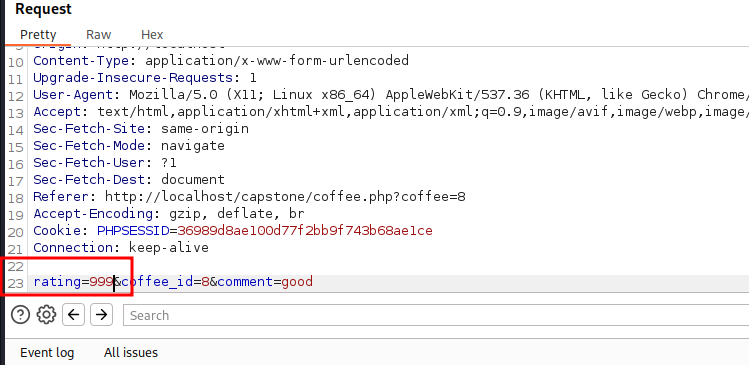 Request
Pretty Raw Hex
10 Content-Type: application/x-www-form-urlencoded
11 Upgrade-Insecure-Requests: 1
12 User-Agent: Mozilla/5.0 (X11; Linux x86_64) AppleWebKit/537.36 (KHTML, like Gecko) Chrome/
13 Accept: text/html,application/xhtml+xml,application/xml;q=0.9,image/avif,image/webp,image/
14 Sec-Fetch-Site: same-origin
15 Sec-Fetch-Mode: navigate
16 Sec-Fetch-User: ?1
17 Sec-Fetch-Dest: document
18 Referer: http://localhost/capstone/coffee.php?coffee=8
19 Accept-Encoding: gzip, deflate, br
20 Cookie: PHPSESSID=36989d8ae100d77f2bb9f743b68ae1ce
21 Connection: keep-alive
22
23 rating=999&coffee_id=8&comment=good
Search
Event log All issues